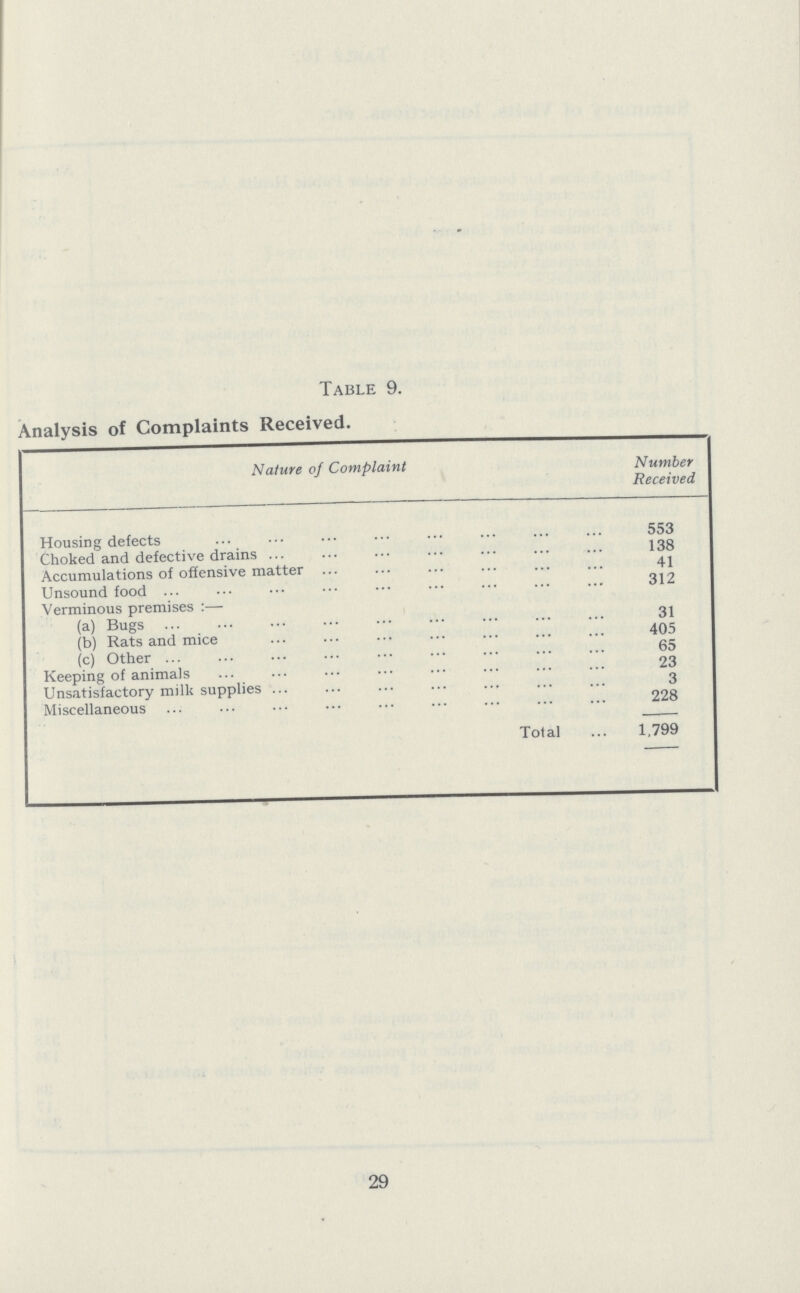 TABLE 9.
Analysis of Complaints Received.
Nature of Complaint Number Received
Housing defects ... ... ... ... ... ... ... ... 553
Choked and defective drains ... ... ... ... ... ... ... 138
Accumulations of offensive matter ... ... ... ... ... ... 41
Unsound food ... ... ... ... ... ... ... ... ... 312
Verminous premises :—
(a) Bugs ... ... ... ... ... ... ... ... ... 31
(b) Rats and mice ... ... ... ... ... ... ... 405
(c) Other ... ... ... ... ... ... ... ... ... 65
Keeping of animals ... ... ... ... ... ... ... ... 23
Unsatisfactory milk supplies ... ... ... ... ... ... ... 3
Miscellaneous ... ... ... ... ... ... ... ... ... 228
Total ... 1,799
29